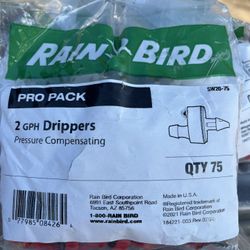 RAIN BIRD
SW20-75
PRO PACK
2 GPH Drippers
Pressure Compensating
QTY 75
Rain Bird Corporation
6991 East Southpoint Road
Tucson, AZ 85756
1-800-RAIN BIRD
www.rainbird.com
Made in U.S.A.
®Registered trademark of
Rain Bird Corporation
©2021 Rain Bird Corporation
77985 08426